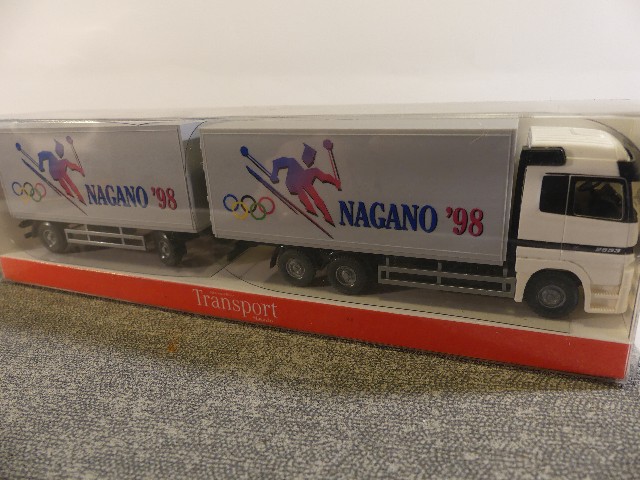 NAGANO '98
NAGANO '98
2553
Transport